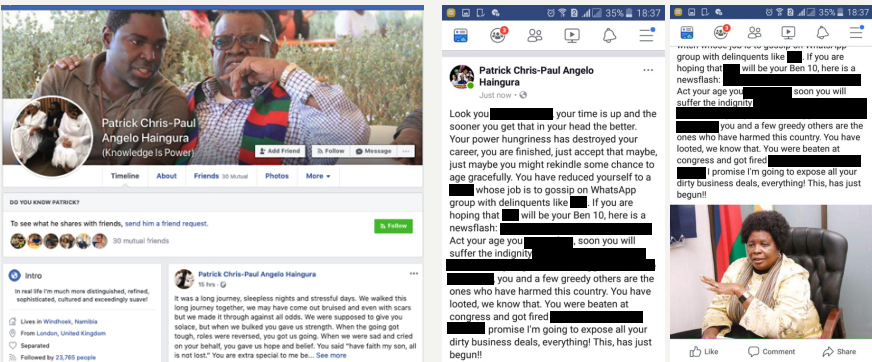 Patrick Chris-Paul
Angelo Haingura
(Knowledge Is Power)
Add Friend
Follow
Message
...
Timeline
About
Friends 30 Mutual
Photos
More
DO YOU KNOW PATRICK?
To see what he shares with friends, send him a friend request.
Follow
30 mutual friends
Intro
In real life I'm much more distinguished, refined,
sophisticated, cultured and exceedingly suave!
Lives in Windhoek, Namibia
From London, United Kingdom
Separated
Followed by 23,765 people
Patrick Chris-Paul Angelo Haingura
15 hrs ·
It was a long journey, sleepless nights and stressful days. We walked this
long journey together, we may have come out bruised and even with scars
but we made it through against all odds. We were supposed to give you
solace, but when we bulked you gave us strength. When the going got
tough, roles were reversed, you got us going. When we were sad and cried
on your behalf, you gave us hope and belief. You said "have faith my son, all
is not lost." You are extra special to me be... See more
35% 18:37
3
Patrick Chris-Paul Angelo
Haingura
Just now ·
Look you , your time is up and the
sooner you get that in your head the better.
Your power hungriness has destroyed your
career, you are finished, just accept that maybe,
just maybe you might rekindle some chance to
age gracefully. You have reduced yourself to a
whose job is to gossip on WhatsApp
group with delinquents like . If you are
hoping that will be your Ben 10, here is a
newsflash:
Act your age you , soon you will
suffer the indignity
, you and a few greedy others are the
ones who have harmed this country. You have
looted, we know that. You were beaten at
congress and got fired
promise I'm going to expose all your
dirty business deals, everything! This, has just
begun!!
35% 18:37
3
witch whose job is to gossip on WhatsApp
group with delinquents like . If you are
hoping that will be your Ben 10, here is a
newsflash:
Act your age you soon you will
suffer the indignity
you and a few greedy others are the
ones who have harmed this country. You have
looted, we know that. You were beaten at
congress and got fired
I promise I'm going to expose all your
dirty business deals, everything! This, has just
begun!!
Like
Comment
Share